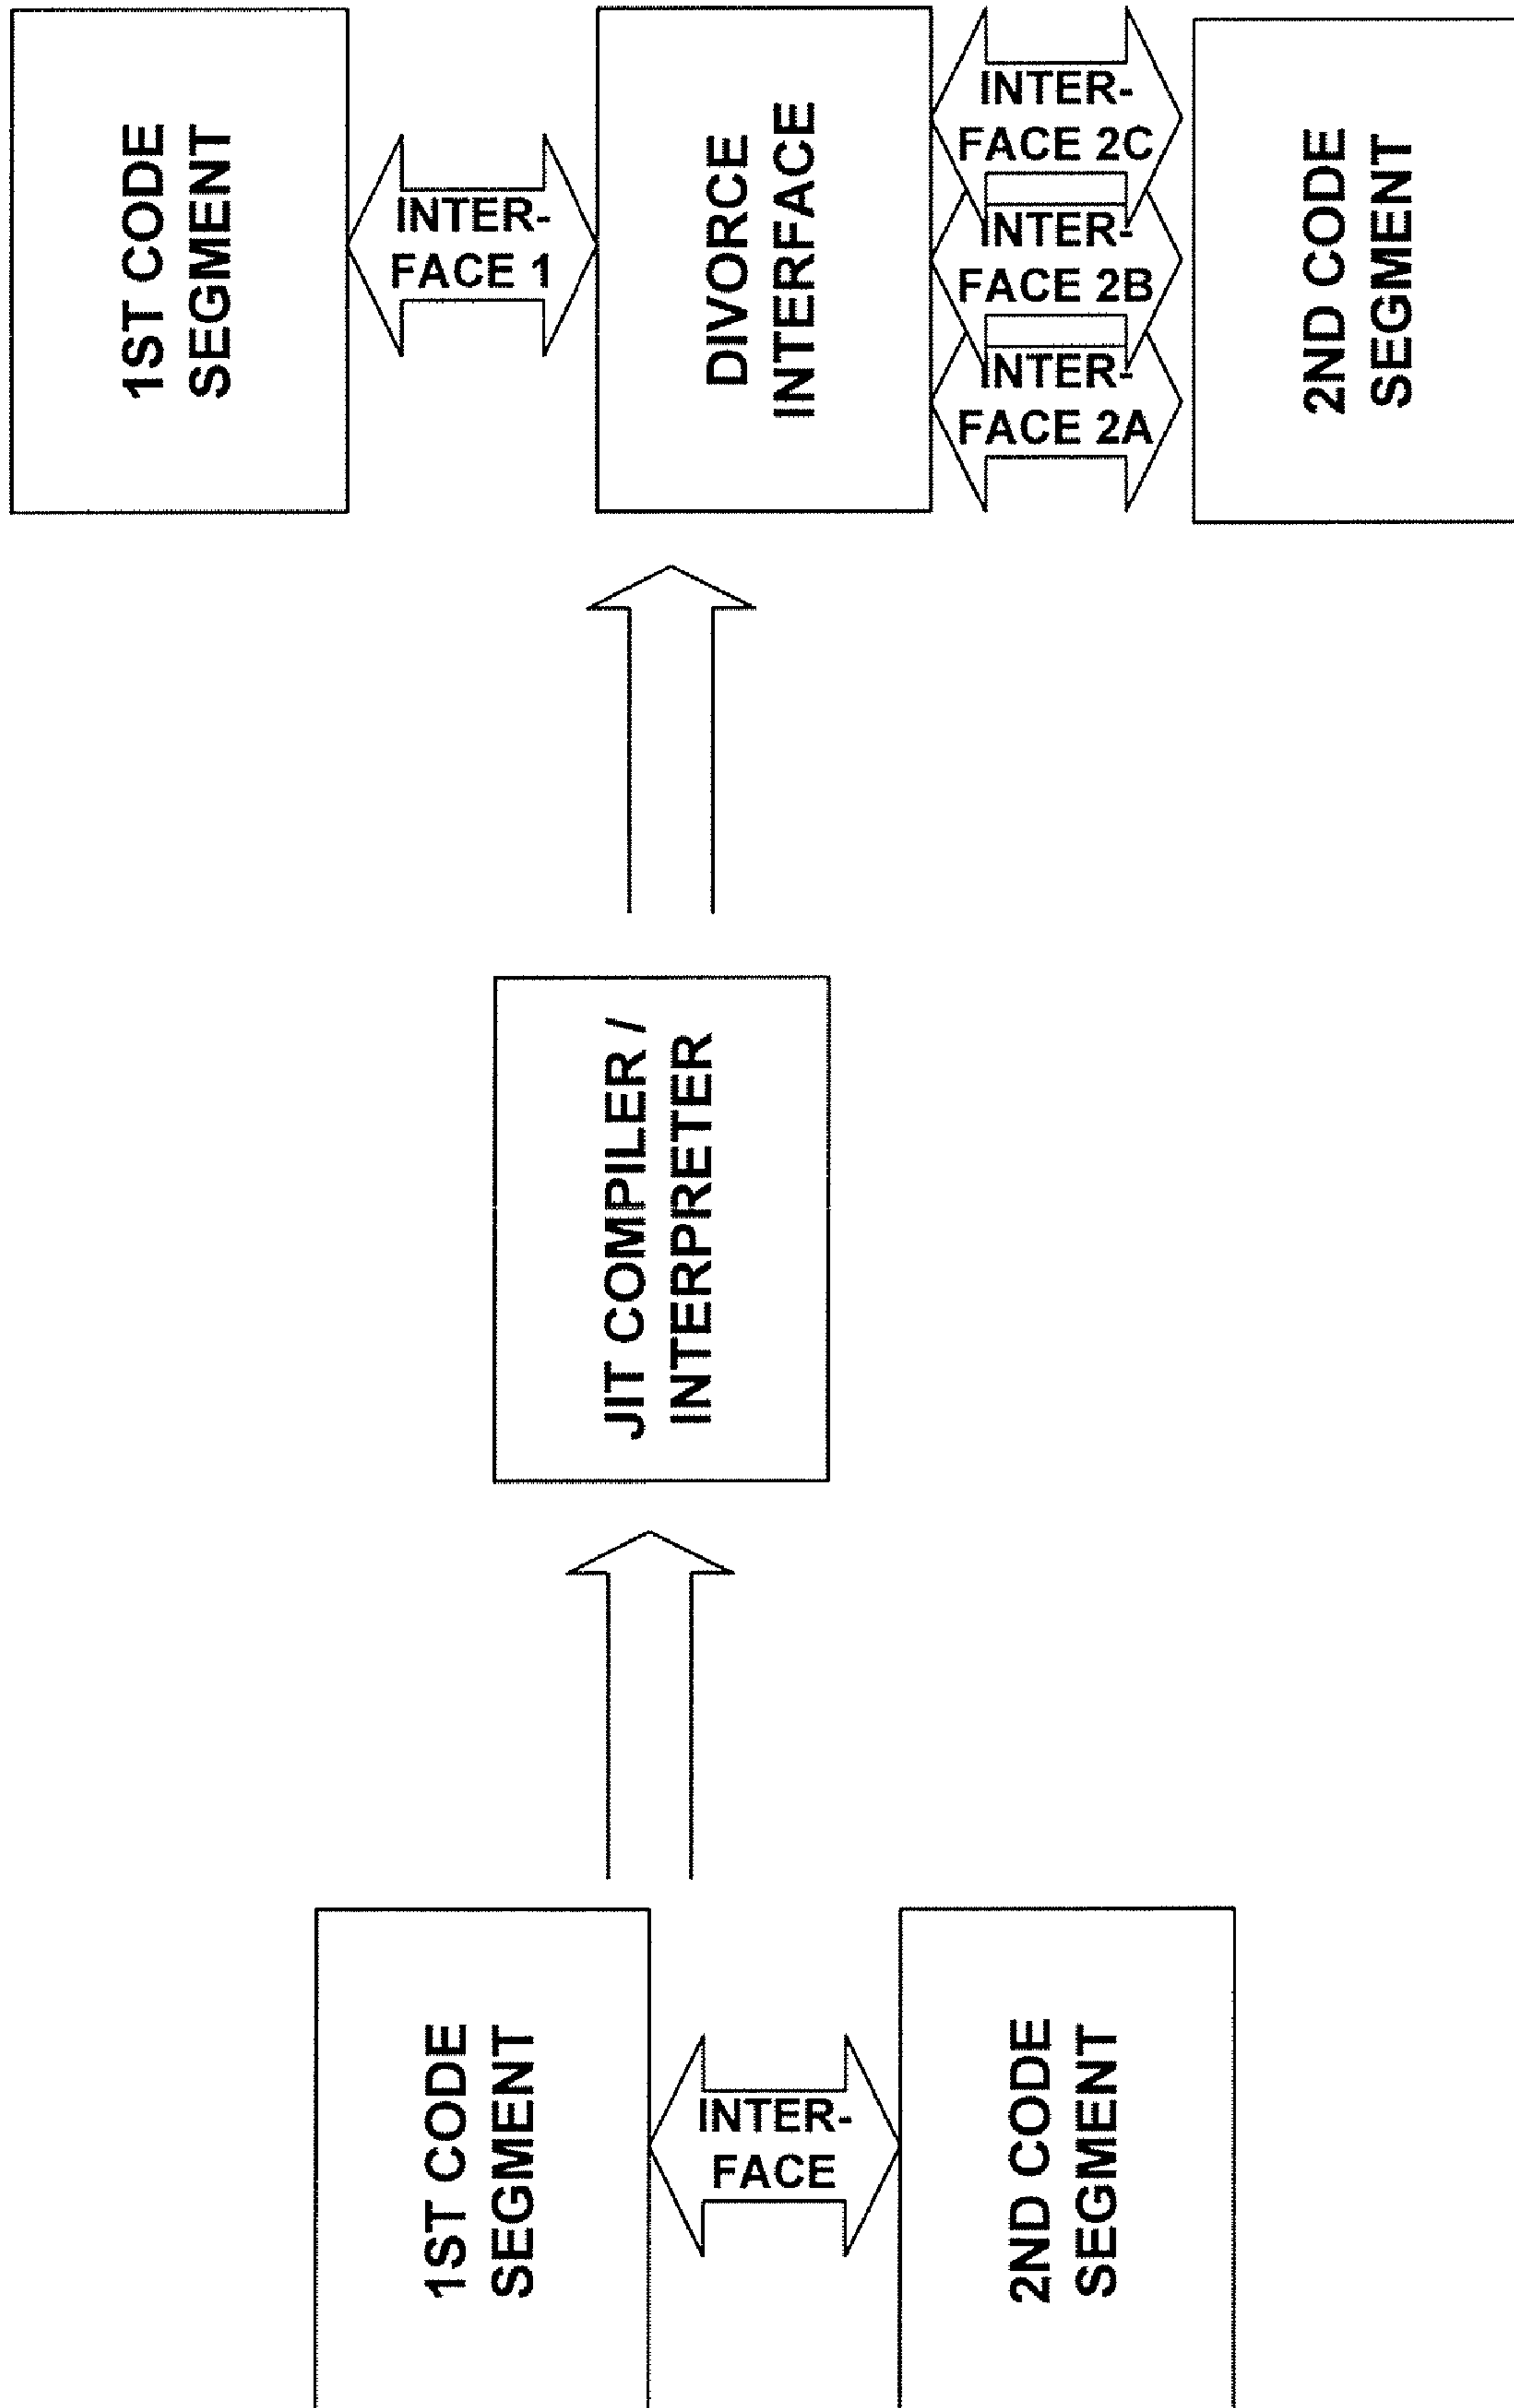 1ST CODE
SEGMENT
INTER-
FACE
2ND CODE
SEGMENT
JIT COMPILER /
INTERPRETER
1ST CODE
SEGMENT
INTER-
FACE 1
DIVORCE
INTERFACE
INTER-
FACE 2C
INTER-
FACE 2B
INTER-
FACE 2A
2ND CODE
SEGMENT